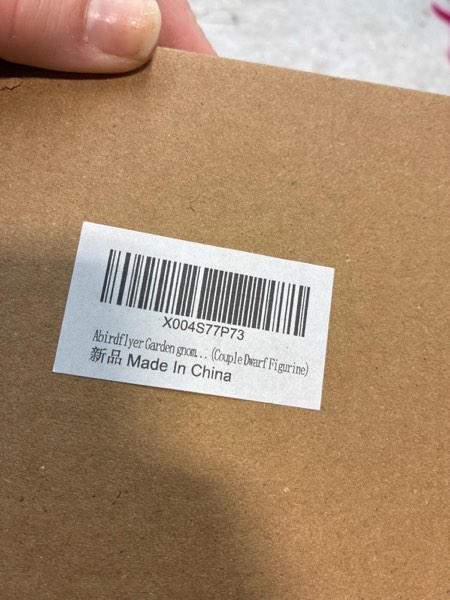 X004S77P73
Abirdflyer Garden gnom... (Couple Dwarf Figurine)
新品 Made In China